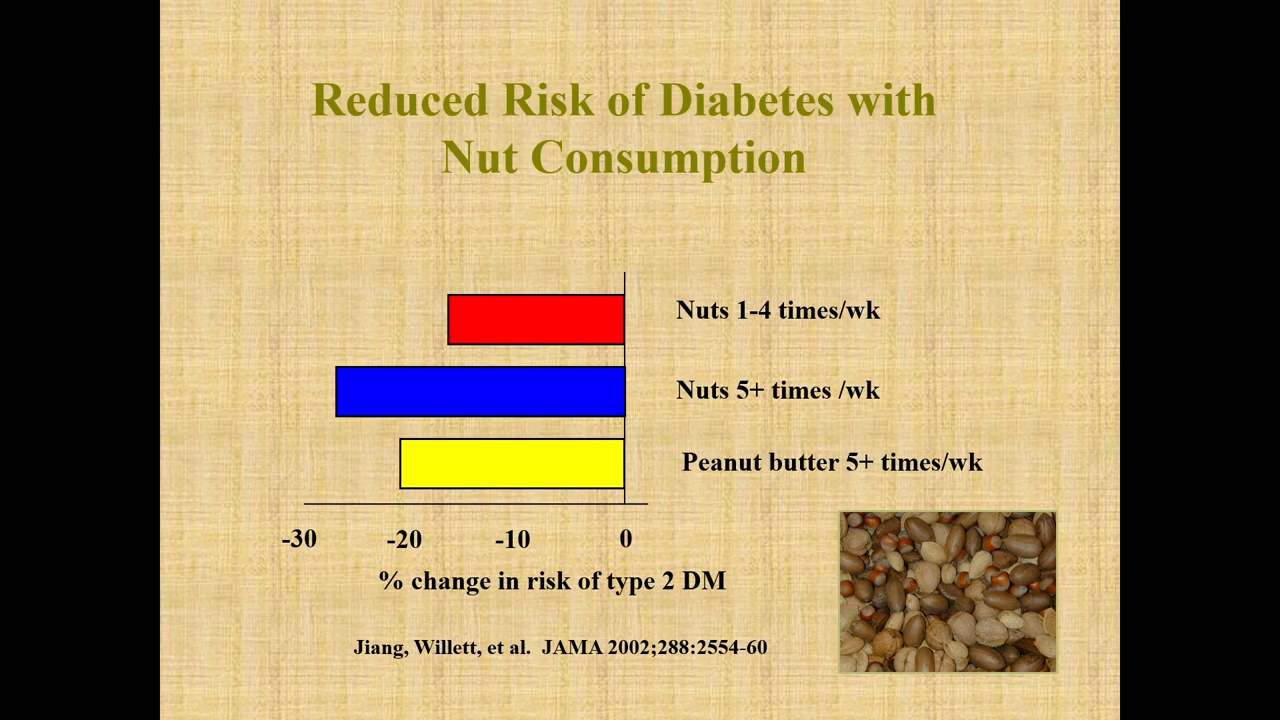 Reduced Risk of Diabetes with
Nut Consumption
Nuts 1-4 times/wk
Nuts 5+ times /wk
Peanut butter 5+ times/wk
-30 -20 -10 0
% change in risk of type 2 DM
Jiang, Willett, et al.  JAMA 2002;288:2554-60